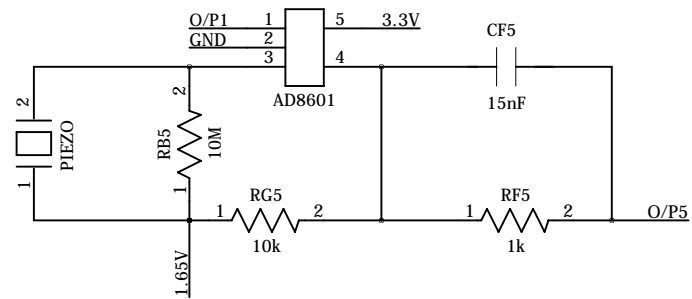 O/P1 1 5 3.3V
GND 2
3 4
AD8601
CF5
15nF
2
PIEZO
1
2
RB5
10M
1
1 RG5 2
10k
1 RF5 2
1k
O/P5
1.65V